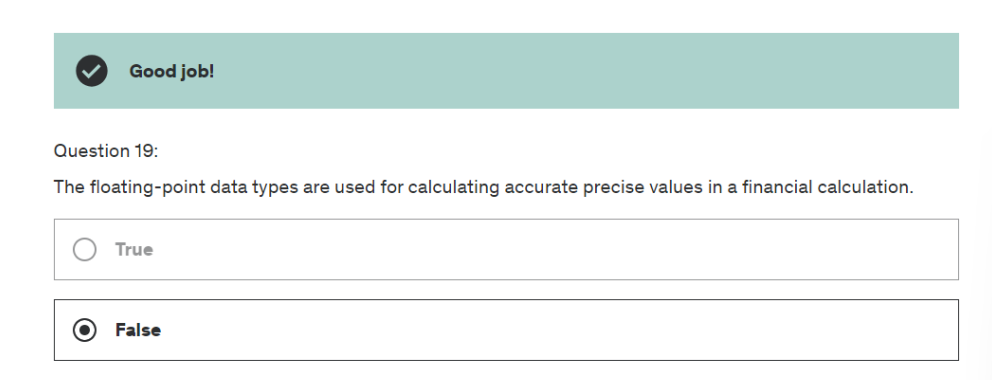 Good job!
Question 19:
The floating-point data types are used for calculating accurate precise values in a financial calculation.
True
False